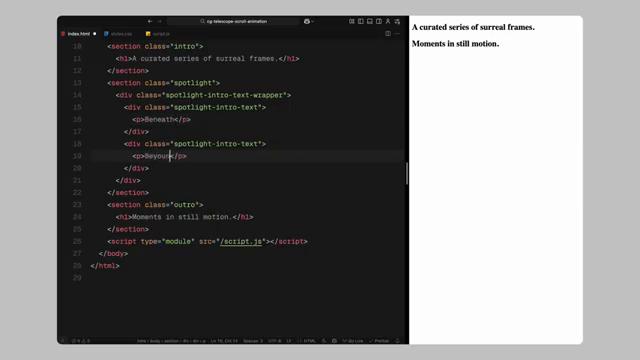 cg-telescope-scroll-animation
index.html
styles.css
script.js
10 <section class="intro">
11 <h1>A curated series of surreal frames.</h1>
12 </section>
13 <section class="spotlight">
14 <div class="spotlight-intro-text-wrapper">
15 <div class="spotlight-intro-text">
16 <p>Beneath</p>
17 </div>
18 <div class="spotlight-intro-text">
19 <p>Beyoun</p>
20 </div>
21 </div>
22 </section>
23 <section class="outro">
24 <h1>Moments in still motion.</h1>
25 </section>
26 <script type="module" src="/script.js"></script>
27 </body>
28 </html>
29
A curated series of surreal frames.
Moments in still motion.